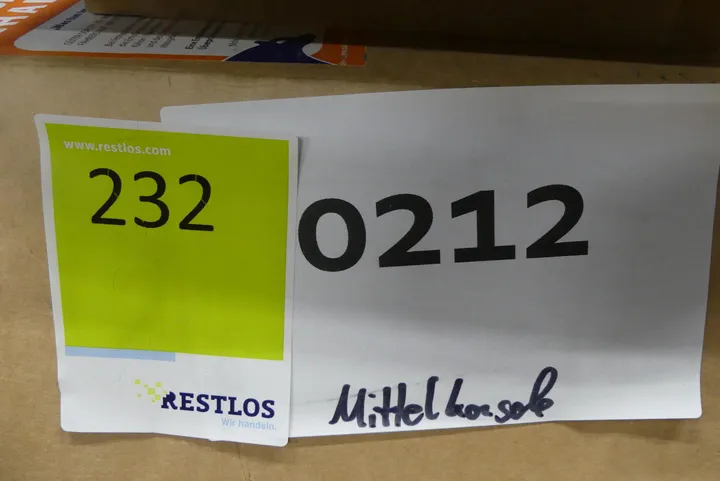 www.restlos.com
232
RESTLOS
Wir handeln.
0212
Mittelkonsole